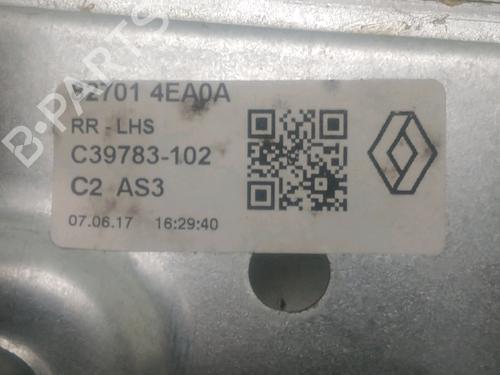 B-PARTS
82701 4EA0A
RR - LHS
C39783-102
C2 AS3
07.06.17 16:29:40